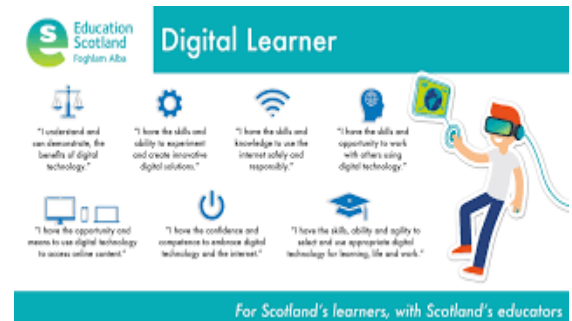 Education
Scotland
Foghlam Alba
Digital Learner
"I understand and
can demonstrate, the
benefits of digital
technology."
"I have the skills and
ability to experiment
and create innovative
digital solutions."
"I have the skills and
knowledge to use the
internet safely and
responsibly."
"I have the skills and
opportunity to work
with others using
digital technology."
"I have the opportunity and
means to use digital technology
to access online content."
"I have the confidence and
competence to embrace digital
technology and the internet."
"I have the skills, ability and agility to
select and use appropriate digital
technology for learning, life and work."
For Scotland's learners, with Scotland's educators